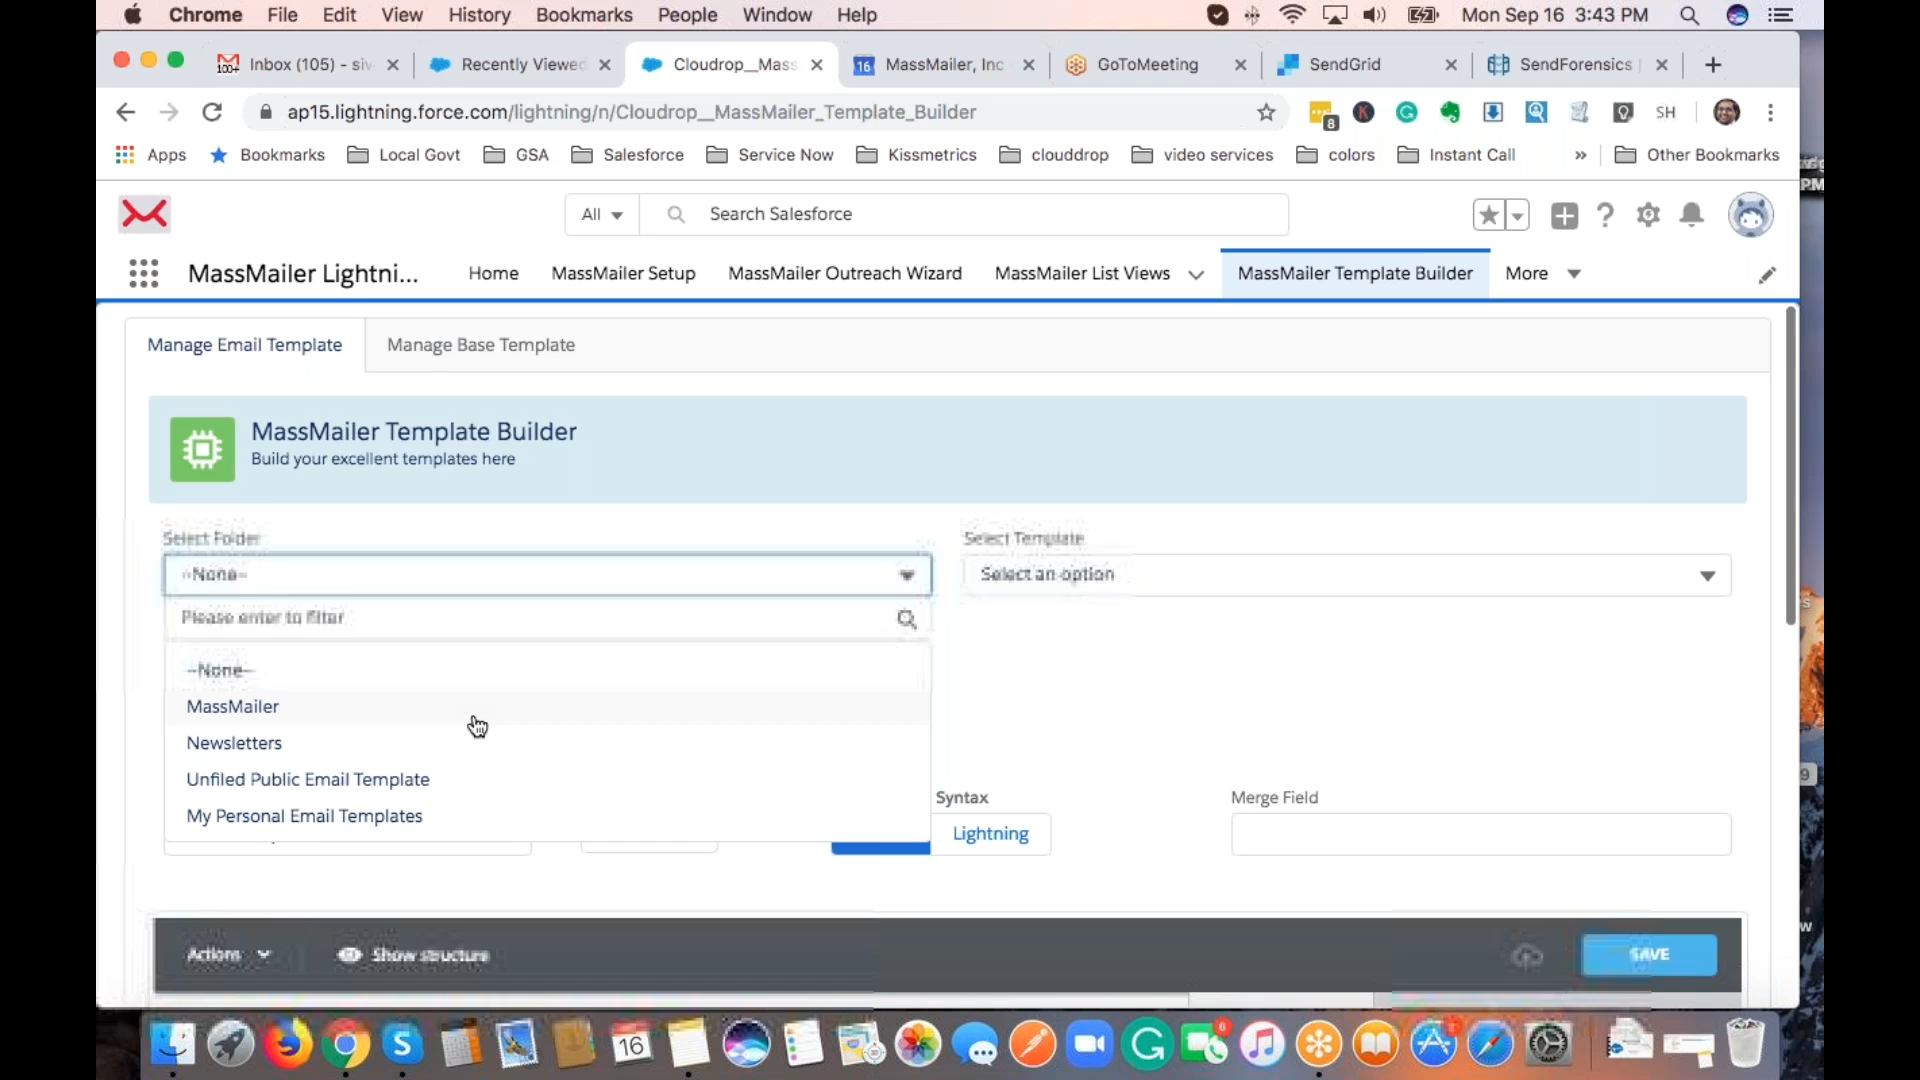 Chrome File Edit View History Bookmarks People Window Help Mon Sep 16 3:43 PM
100+ Inbox (105) - siv Recently Viewed Cloudrop__Mass 16 MassMailer, Inc GoToMeeting SendGrid SendForensics
ap15.lightning.force.com/lightning/n/Cloudrop__MassMailer_Template_Builder 8 SH
Apps Bookmarks Local Govt GSA Salesforce Service Now Kissmetrics clouddrop video services colors Instant Call » Other Bookmarks
PM
All Search Salesforce
MassMailer Lightni... Home MassMailer Setup MassMailer Outreach Wizard MassMailer List Views MassMailer Template Builder More
Manage Email Template Manage Base Template
MassMailer Template Builder
Build your excellent templates here
Select Folder Select Template
--None-- Select an option
Please enter to filter
--None--
MassMailer
Newsletters
Unfiled Public Email Template
My Personal Email Templates
Syntax Merge Field
Lightning
Actions Show structure SAVE
16 6